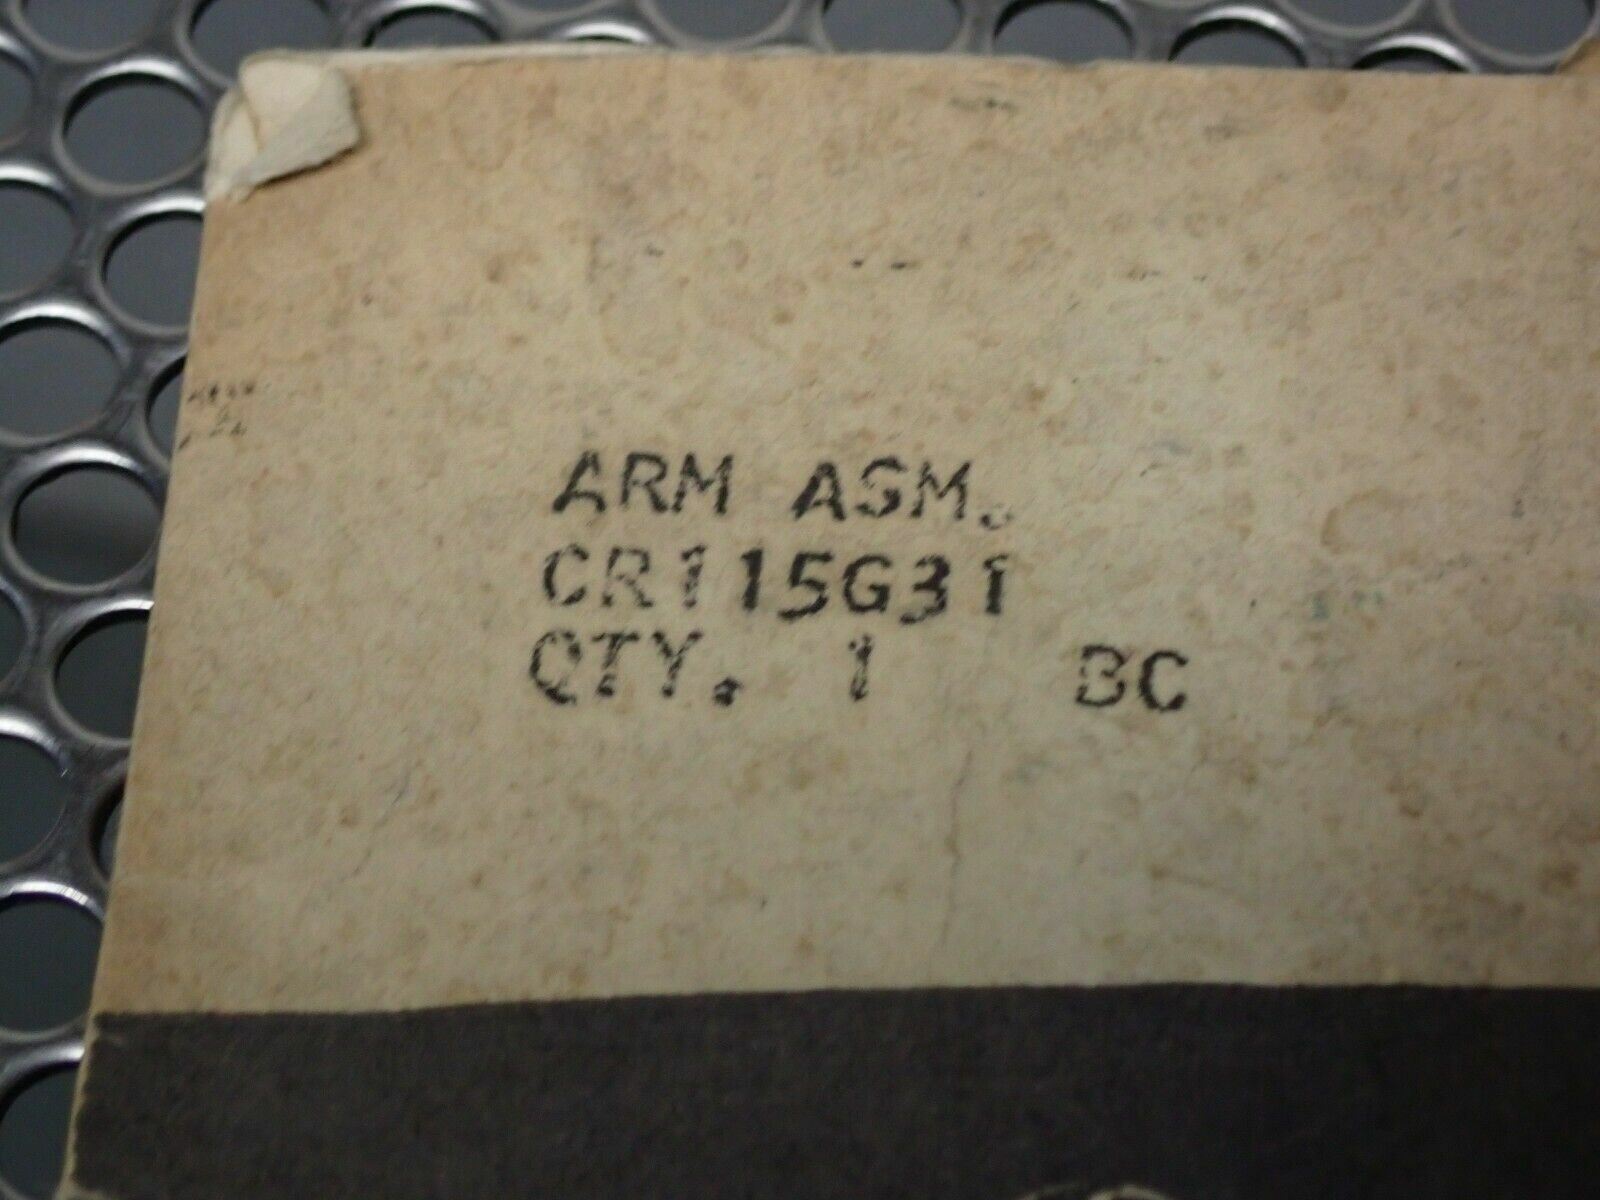 ARM ASM.
CR115G31
QTY. 1 BC